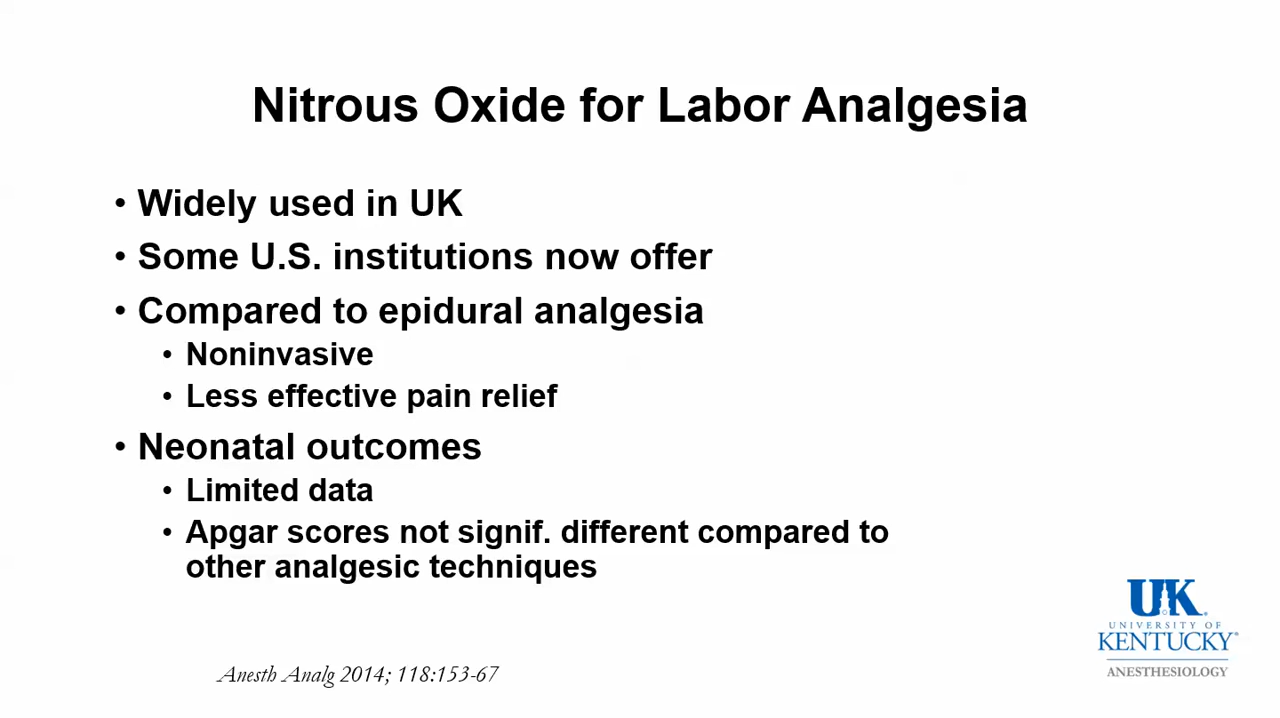 Nitrous Oxide for Labor Analgesia
• Widely used in UK
• Some U.S. institutions now offer
• Compared to epidural analgesia
• Noninvasive
• Less effective pain relief
• Neonatal outcomes
• Limited data
• Apgar scores not signif. different compared to
other analgesic techniques
UK
UNIVERSITY OF
KENTUCKY®
ANESTHESIOLOGY
Anesth Analg 2014; 118:153-67